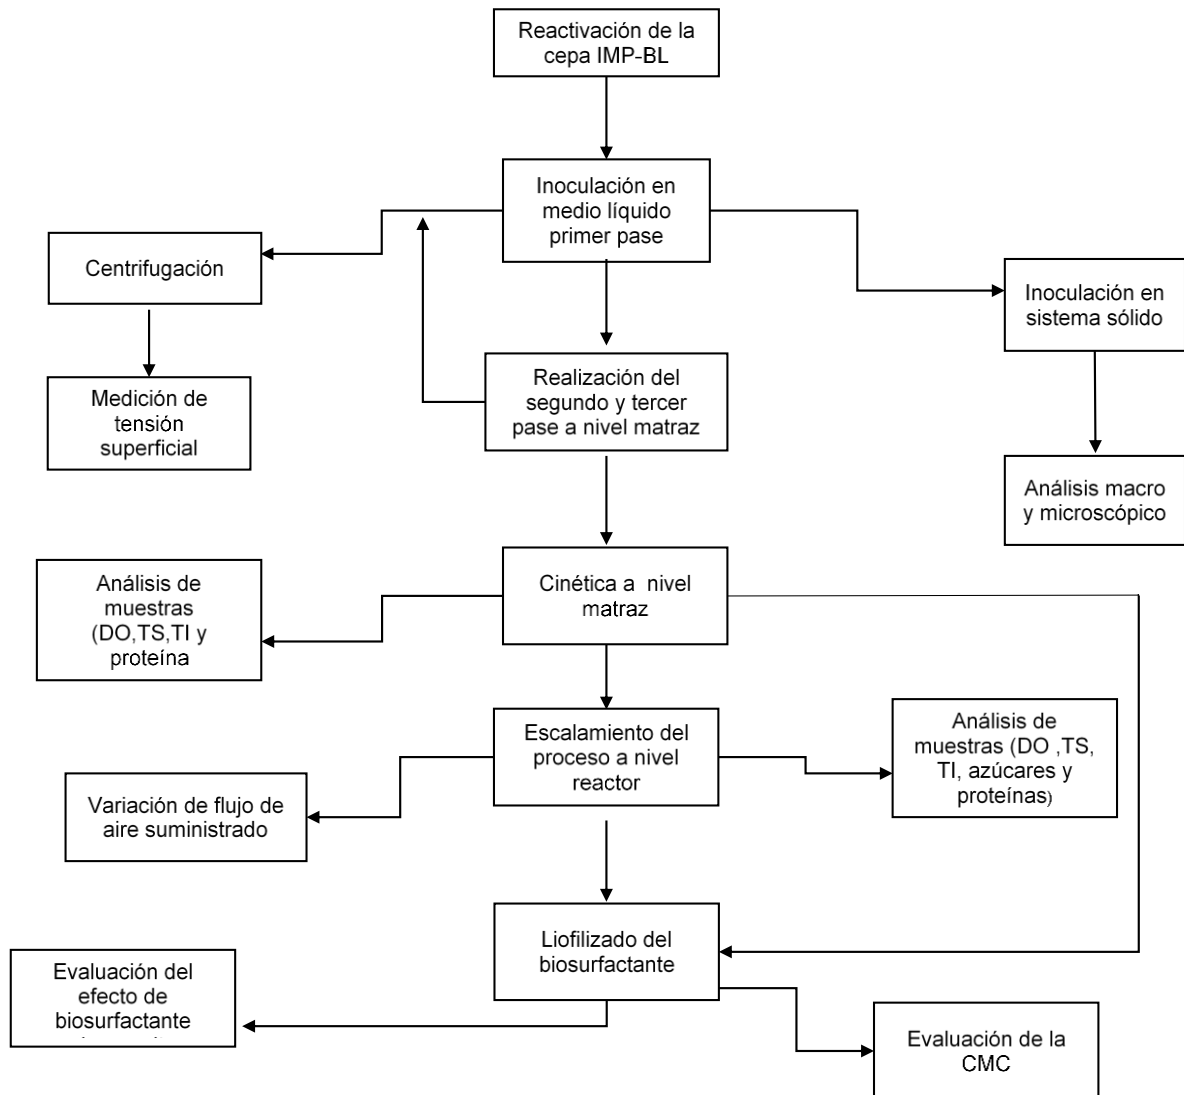 Reactivación de la
cepa IMP-BL
Inoculación en
medio líquido
primer pase
Centrifugación
Inoculación en
sistema sólido
Medición de
tensión
superficial
Realización del
segundo y tercer
pase a nivel matraz
Análisis macro
y microscópico
Análisis de
muestras
(DO,TS,TI y
proteína
Cinética a nivel
matraz
Escalamiento del
proceso a nivel
reactor
Análisis de
muestras (DO ,TS,
TI, azúcares y
proteínas)
Variación de flujo de
aire suministrado
Liofilizado del
biosurfactante
Evaluación del
efecto de
biosurfactante
Evaluación de la
CMC